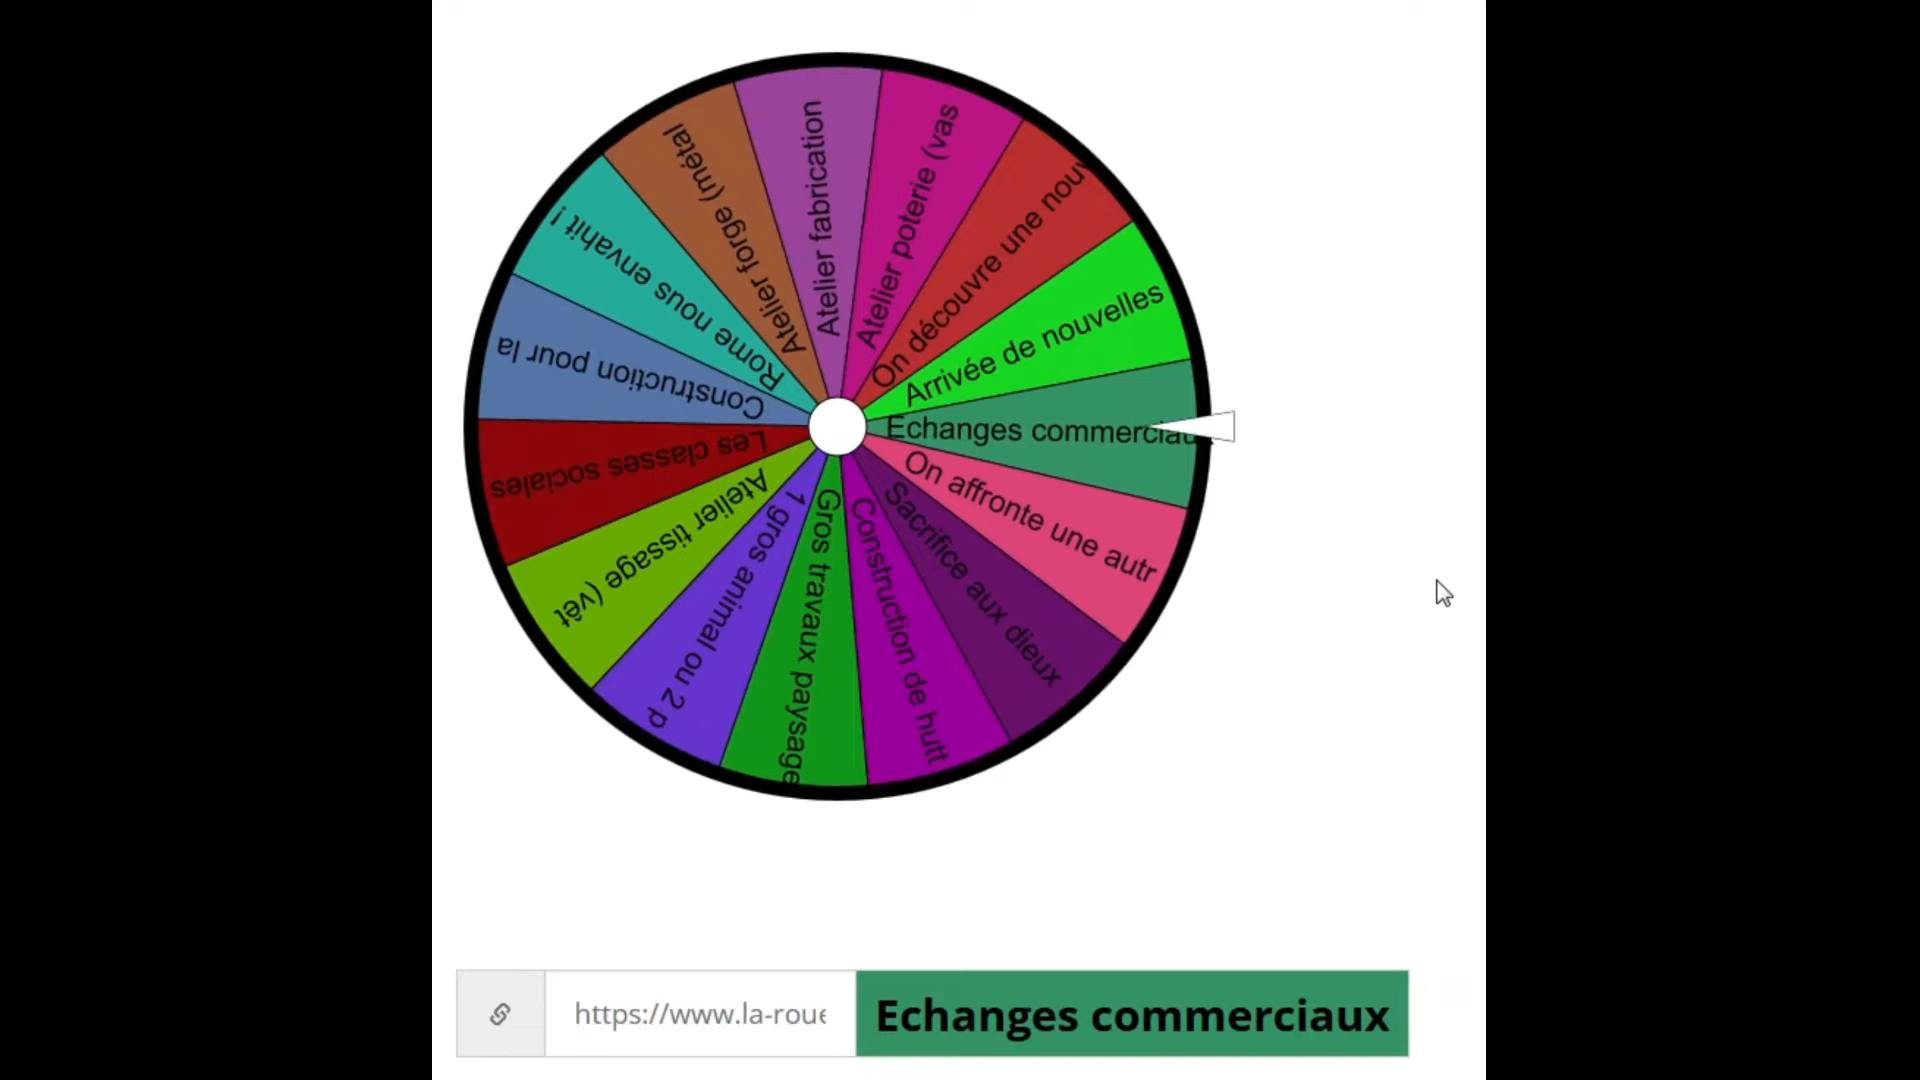 Atelier fabrication
Atelier poterie (vas
On découvre une nouv
Arrivée de nouvelles
Echanges commerciaux
On affronte une autr
Sacrifice aux dieux
Construction de hutt
Gros travaux paysage
1 gros animal ou 2 p
Atelier tissage (vêt
Les classes sociales
Construction pour la
Rome nous envahit !
Atelier forge (métal
https://www.la-roue
Echanges commerciaux